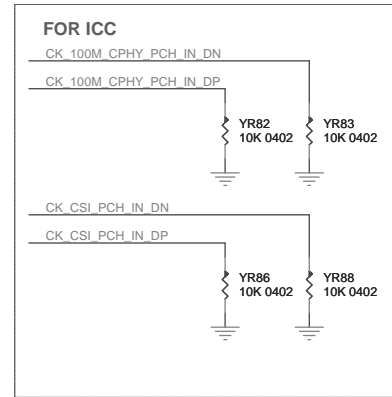 FOR ICC
CK_100M_CPHY_PCH_IN_DN
CK_100M_CPHY_PCH_IN_DP
YR82
10K 0402
YR83
10K 0402
CK_CSI_PCH_IN_DN
CK_CSI_PCH_IN_DP
YR86
10K 0402
YR88
10K 0402